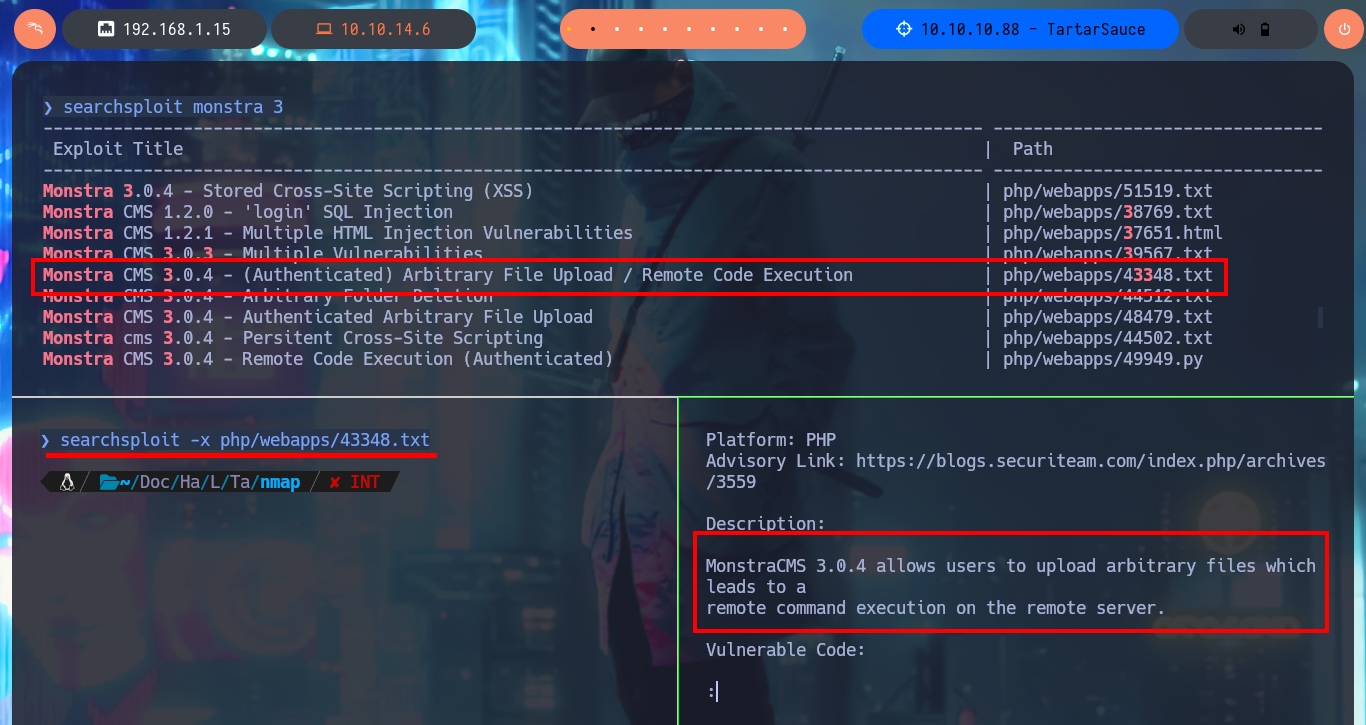 192.168.1.15
10.10.14.6
10.10.10.88 - TartarSauce
❯ searchsploit monstra 3
---------------------------------------------------------------------------------------------- ---------------------------------
Exploit Title | Path
---------------------------------------------------------------------------------------------- ---------------------------------
Monstra 3.0.4 - Stored Cross-Site Scripting (XSS) | php/webapps/51519.txt
Monstra CMS 1.2.0 - 'login' SQL Injection | php/webapps/38769.txt
Monstra CMS 1.2.1 - Multiple HTML Injection Vulnerabilities | php/webapps/37651.html
Monstra CMS 3.0.3 - Multiple Vulnerabilities | php/webapps/39567.txt
Monstra CMS 3.0.4 - (Authenticated) Arbitrary File Upload / Remote Code Execution | php/webapps/43348.txt
Monstra CMS 3.0.4 - Arbitrary Folder Deletion | php/webapps/44512.txt
Monstra CMS 3.0.4 - Authenticated Arbitrary File Upload | php/webapps/48479.txt
Monstra cms 3.0.4 - Persitent Cross-Site Scripting | php/webapps/44502.txt
Monstra CMS 3.0.4 - Remote Code Execution (Authenticated) | php/webapps/49949.py
❯ searchsploit -x php/webapps/43348.txt
~/Doc/Ha/L/Ta/nmap / ✘ INT
Platform: PHP
Advisory Link: https://blogs.securiteam.com/index.php/archives
/3559
Description:
MonstraCMS 3.0.4 allows users to upload arbitrary files which
leads to a
remote command execution on the remote server.
Vulnerable Code:
: